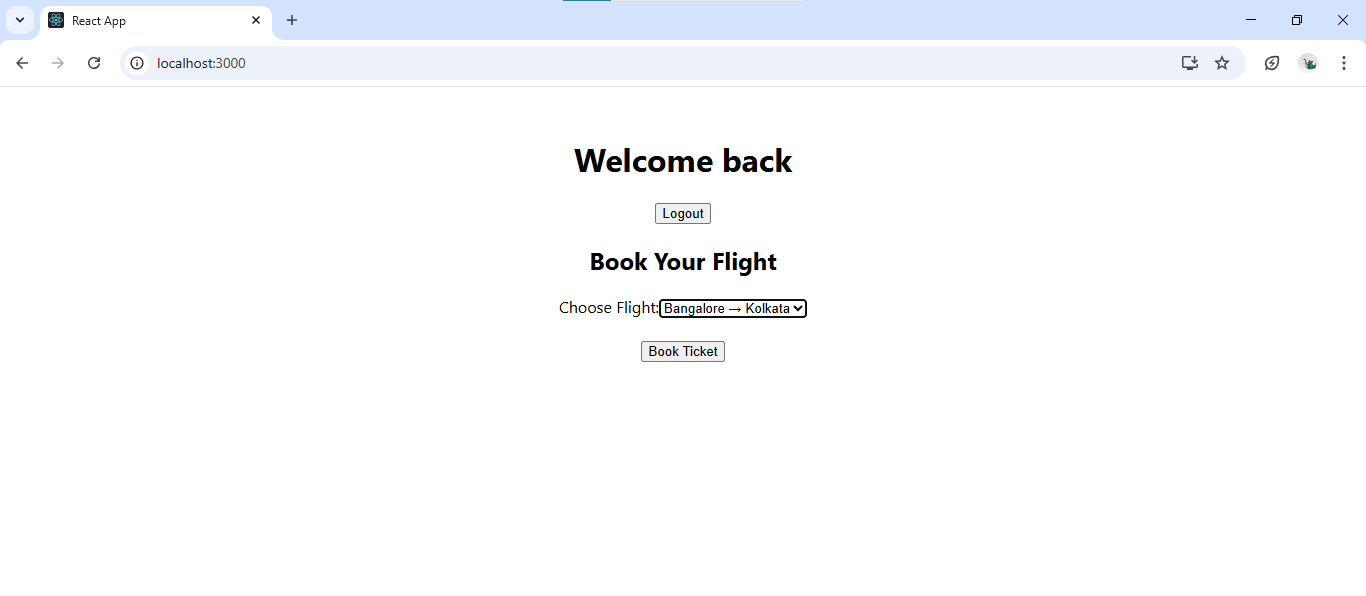 React App
localhost:3000
Welcome back
Logout
Book Your Flight
Choose Flight: Bangalore → Kolkata
Book Ticket